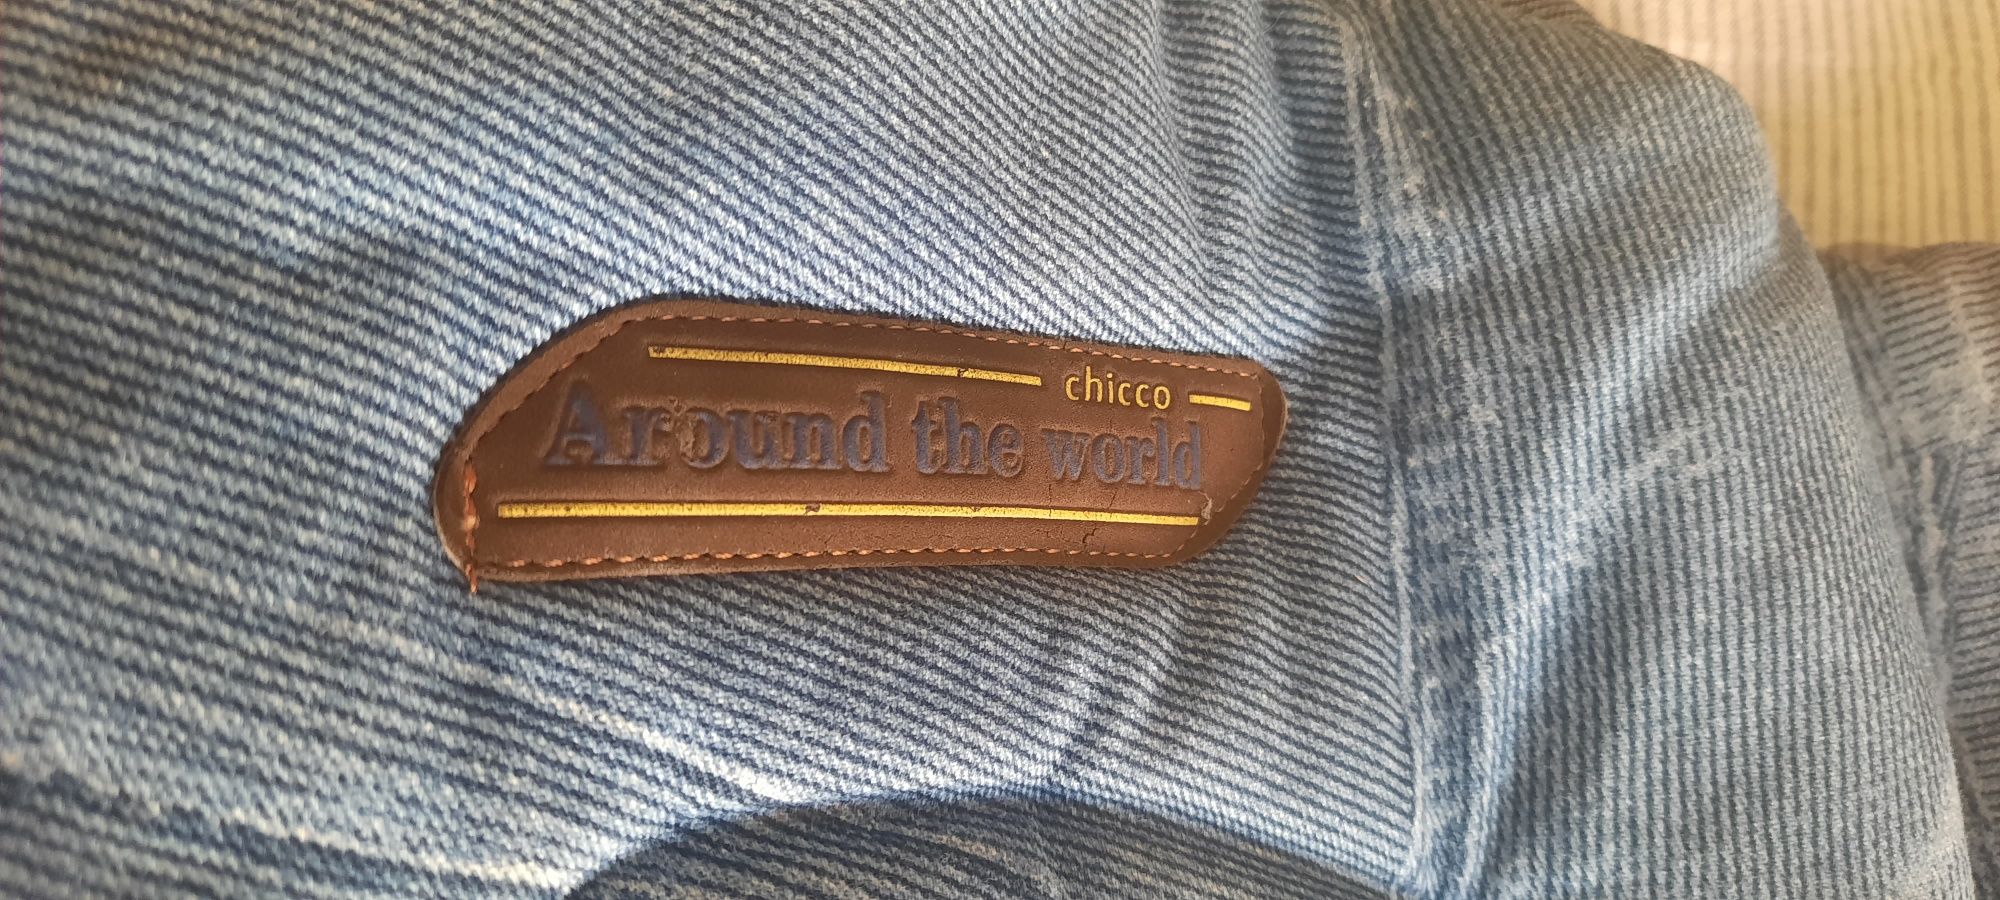 chicco
Around the world